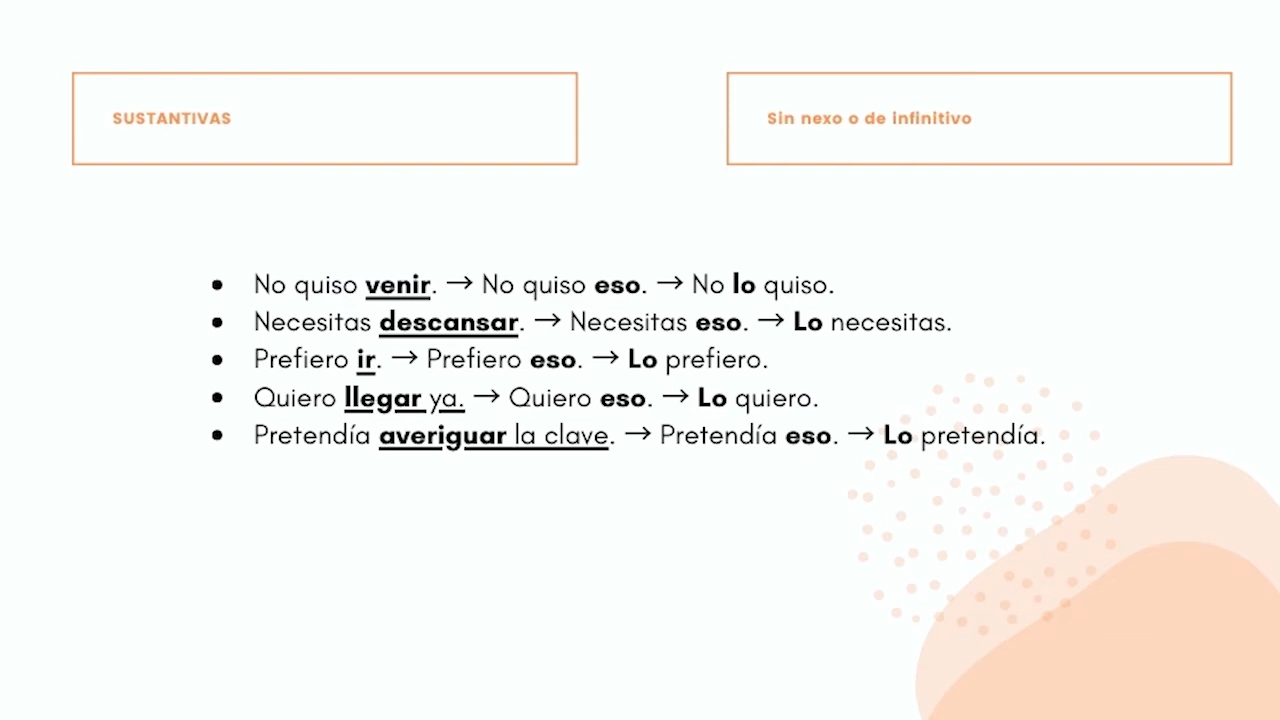 SUSTANTIVAS
Sin nexo o de infinitivo
• No quiso venir. → No quiso eso. → No lo quiso.
• Necesitas descansar. → Necesitas eso. → Lo necesitas.
• Prefiero ir. → Prefiero eso. → Lo prefiero.
• Quiero llegar ya. → Quiero eso. → Lo quiero.
• Pretendía averiguar la clave. → Pretendía eso. → Lo pretendía.